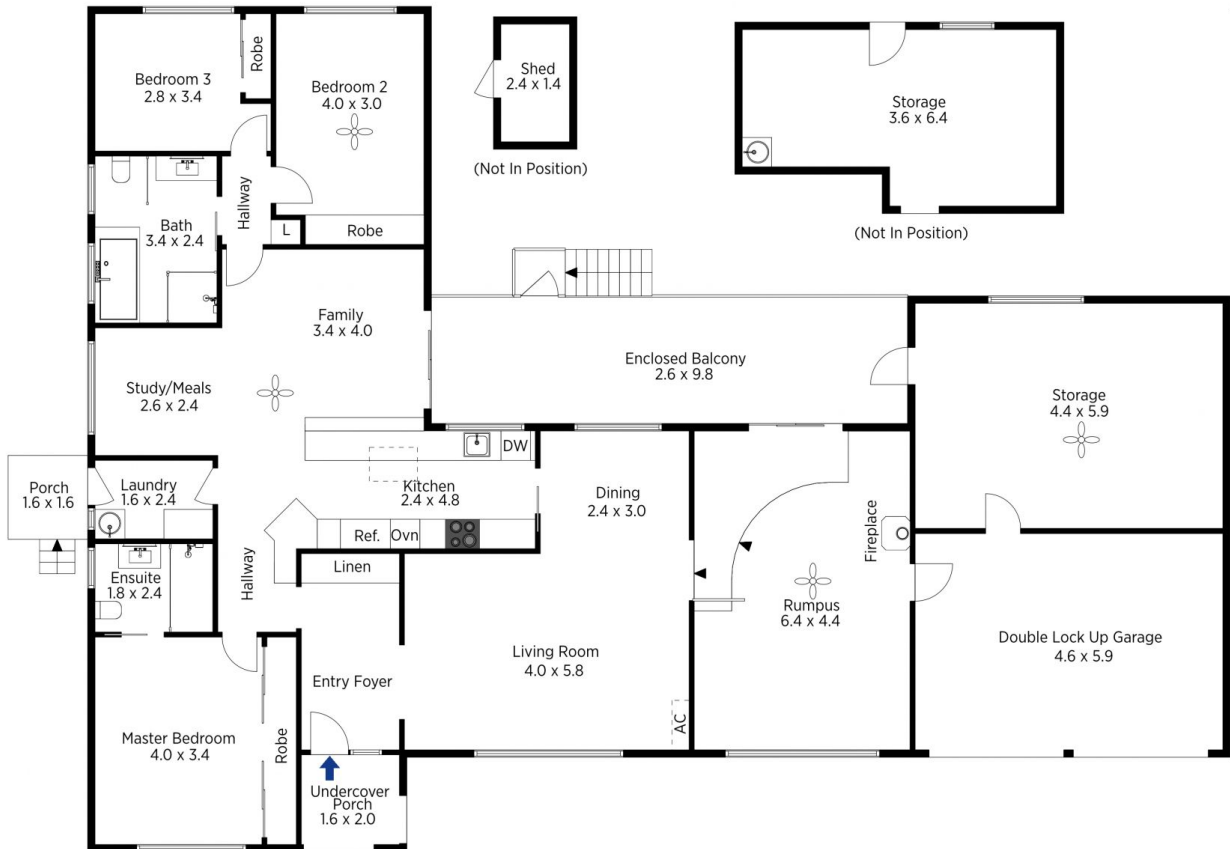 Bedroom 3
2.8 x 3.4
Robe
Bedroom 2
4.0 x 3.0
Shed
2.4 x 1.4
(Not In Position)
Storage
3.6 x 6.4
(Not In Position)
Hallway
Bath
3.4 x 2.4
L
Robe
Family
3.4 x 4.0
Enclosed Balcony
2.6 x 9.8
Study/Meals
2.6 x 2.4
Storage
4.4 x 5.9
DW
Porch
1.6 x 1.6
Laundry
1.6 x 2.4
Kitchen
2.4 x 4.8
Dining
2.4 x 3.0
Ref.
Ovn
Fireplace
Ensuite
1.8 x 2.4
Hallway
Linen
Rumpus
6.4 x 4.4
Double Lock Up Garage
4.6 x 5.9
Living Room
4.0 x 5.8
Entry Foyer
AC
Master Bedroom
4.0 x 3.4
Robe
Undercover
Porch
1.6 x 2.0